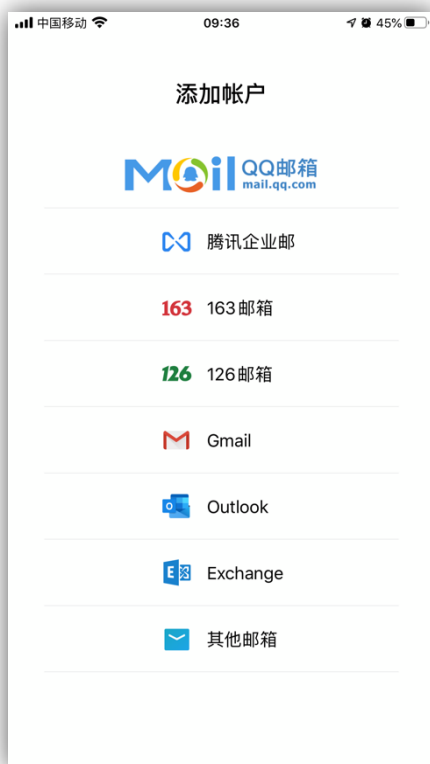 中国移动 09:36 45%
添加帐户
Mail QQ邮箱
mail.qq.com
腾讯企业邮
163 163邮箱
126 126邮箱
Gmail
Outlook
Exchange
其他邮箱